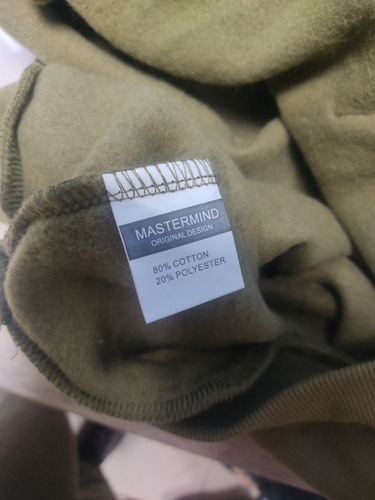 MASTERMIND
ORIGINAL DESIGN
80% COTTON
20% POLYESTER